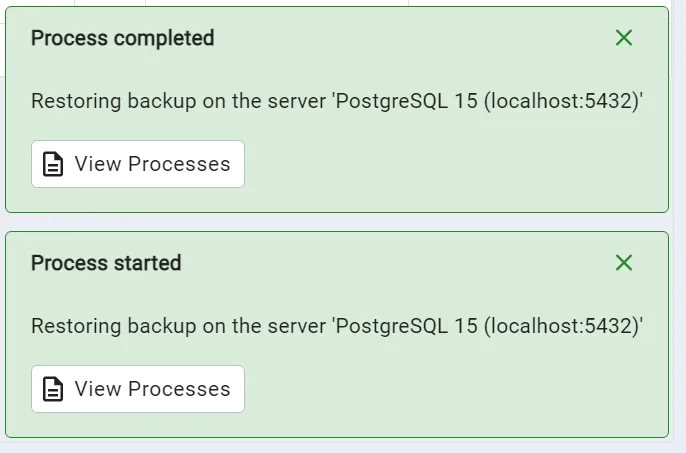 Process completed
Restoring backup on the server 'PostgreSQL 15 (localhost:5432)'
View Processes
Process started
Restoring backup on the server 'PostgreSQL 15 (localhost:5432)'
View Processes